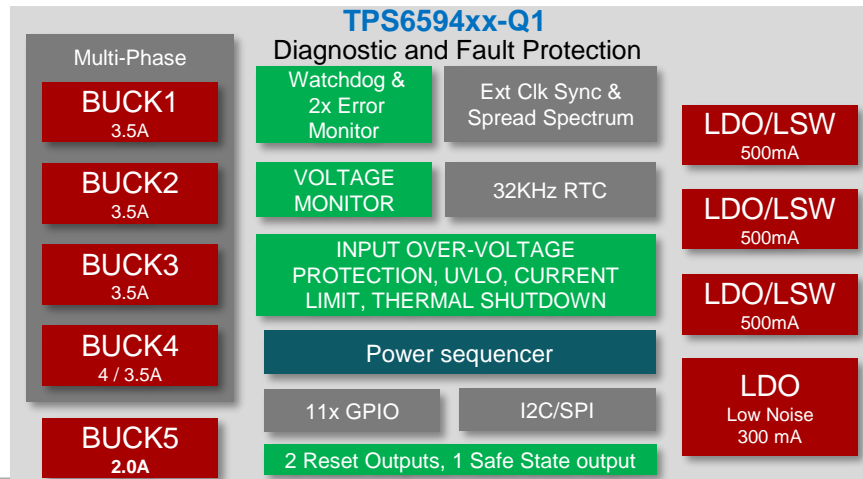 TPS6594xx-Q1
Diagnostic and Fault Protection
Multi-Phase
BUCK1
3.5A
BUCK2
3.5A
BUCK3
3.5A
BUCK4
4 / 3.5A
BUCK5
2.0A
Watchdog &
2x Error
Monitor
Ext Clk Sync &
Spread Spectrum
VOLTAGE
MONITOR
32KHz RTC
INPUT OVER-VOLTAGE
PROTECTION, UVLO, CURRENT
LIMIT, THERMAL SHUTDOWN
Power sequencer
11x GPIO
I2C/SPI
2 Reset Outputs, 1 Safe State output
LDO/LSW
500mA
LDO/LSW
500mA
LDO/LSW
500mA
LDO
Low Noise
300 mA